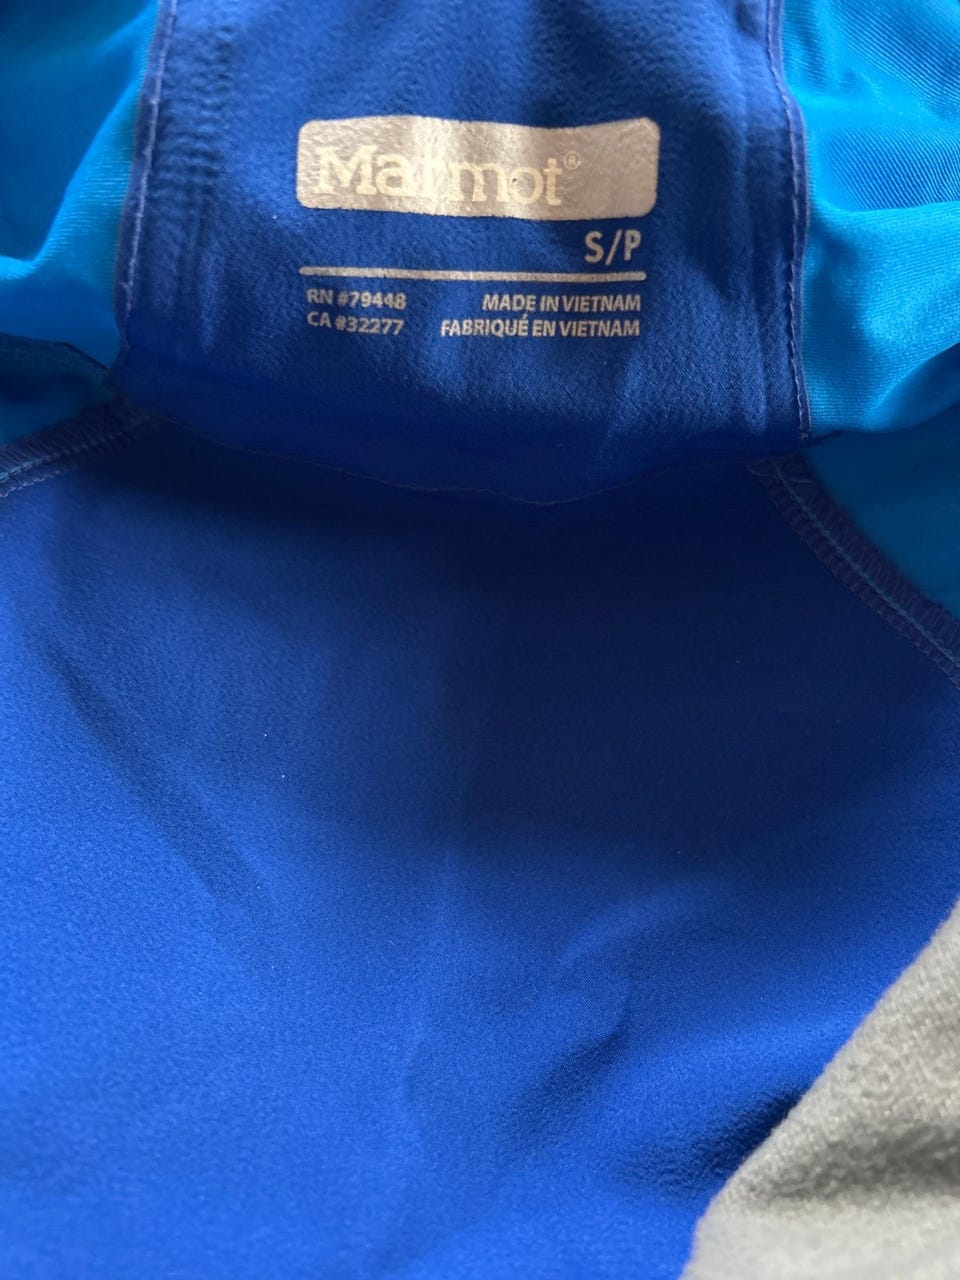 Marmot®
S/P
RN #79448 MADE IN VIETNAM
CA #32277 FABRIQUÉ EN VIETNAM